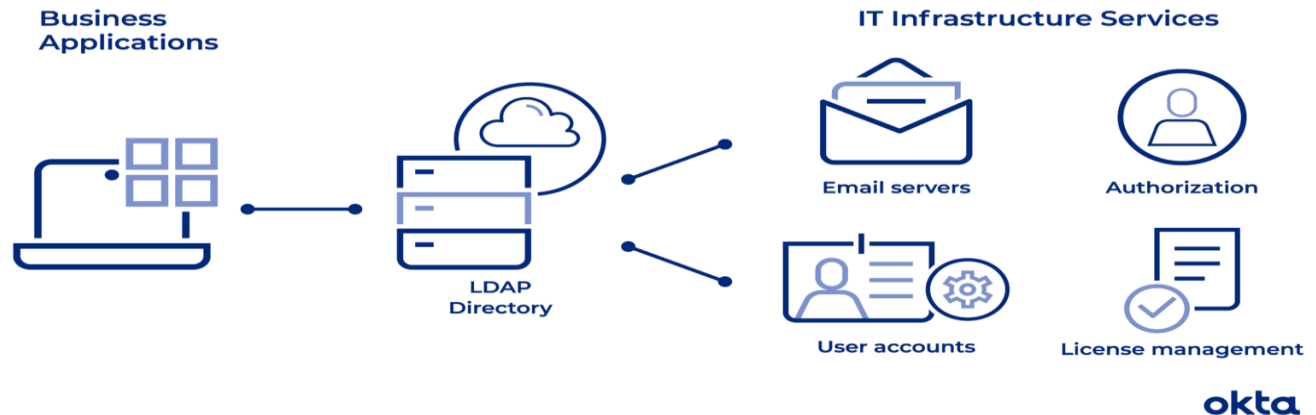 Business
Applications
IT Infrastructure Services
LDAP
Directory
Email servers
Authorization
User accounts
License management
okta